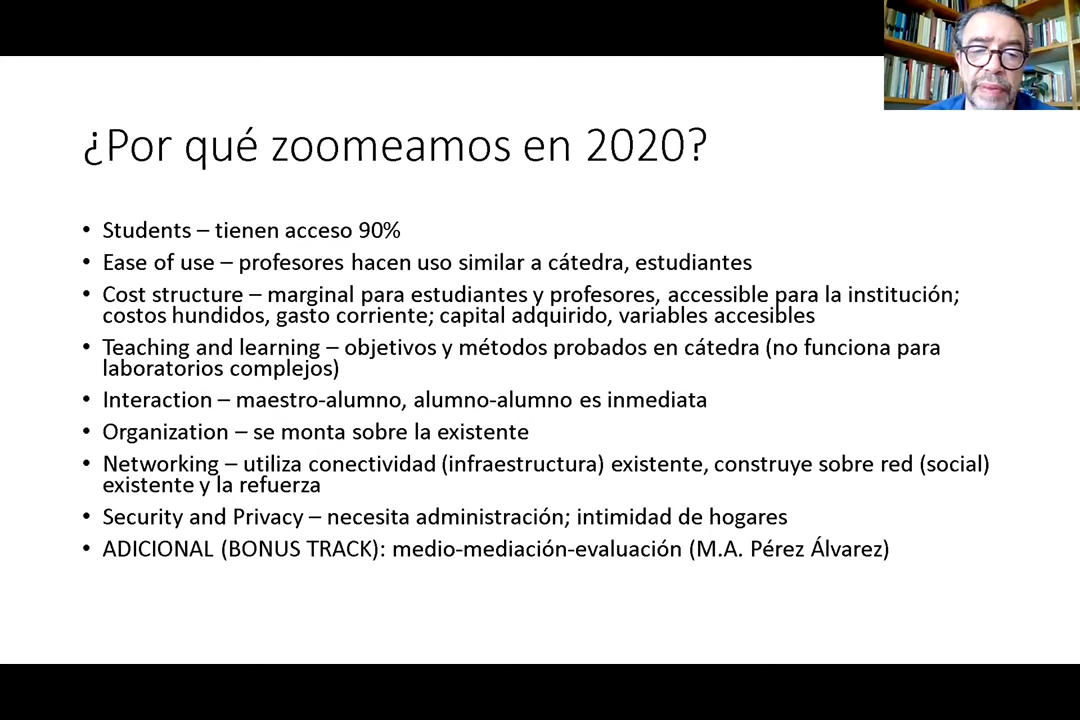 ¿Por qué zoomeamos en 2020?
• Students – tienen acceso 90%
• Ease of use – profesores hacen uso similar a cátedra, estudiantes
• Cost structure – marginal para estudiantes y profesores, accessible para la institución;
costos hundidos, gasto corriente; capital adquirido, variables accesibles
• Teaching and learning – objetivos y métodos probados en cátedra (no funciona para
laboratorios complejos)
• Interaction – maestro-alumno, alumno-alumno es inmediata
• Organization – se monta sobre la existente
• Networking – utiliza conectividad (infraestructura) existente, construye sobre red (social)
existente y la refuerza
• Security and Privacy – necesita administración; intimidad de hogares
• ADICIONAL (BONUS TRACK): medio-mediación-evaluación (M.A. Pérez Álvarez)